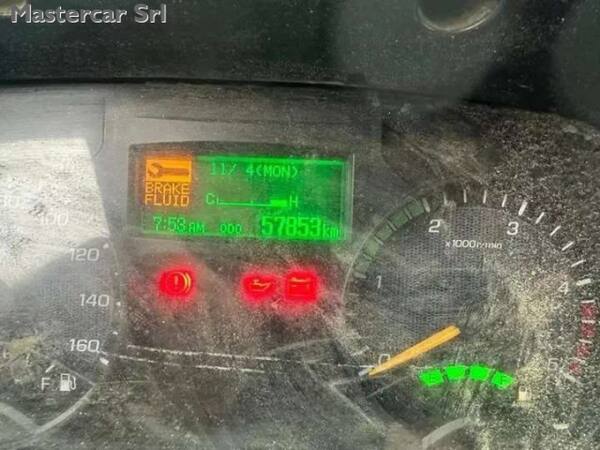 Mastercar Srl
11/ 4(MON)
BRAKE
FLUID
C H
7:53AM ODO 57853km
100
120
140
160
F
x1000r/min
0
1
2
3
4
5